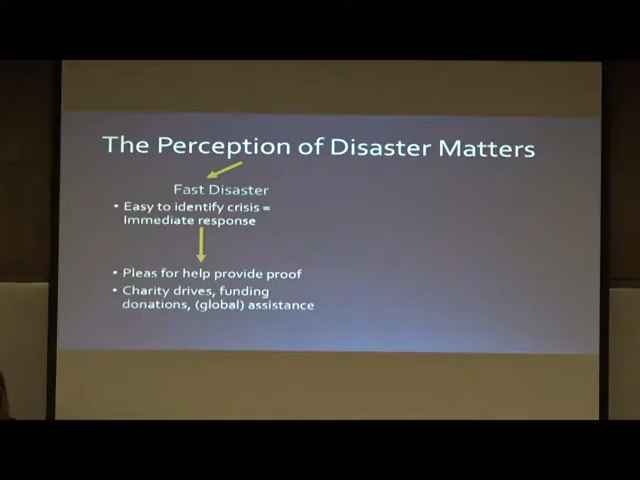 The Perception of Disaster Matters
Fast Disaster
• Easy to identify crisis =
Immediate response
• Pleas for help provide proof
• Charity drives, funding
donations, (global) assistance